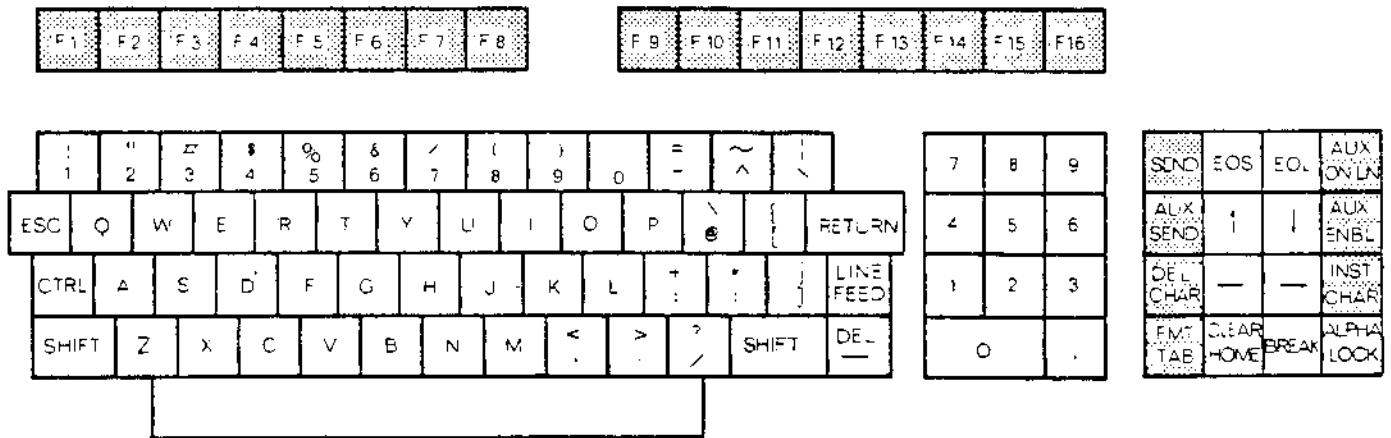 F1 F2 F3 F4 F5 F6 F7 F8 F9 F10 F11 F12 F13 F14 F15 F16
! " # $ % & ' ( ) = ~ |
1 2 3 4 5 6 7 8 9 0 - ^ \ 7 8 9 SEND EOS EOL AUX ON LN
ESC Q W E R T Y U I O P \ @ { [ RETURN 4 5 6 AUX SEND ↑ ↓ AUX ENBL
CTRL A S D F G H J K L + ; * : } ] LINE FEED 1 2 3 DEL CHAR — — INST CHAR
SHIFT Z X C V B N M < , > . ? / SHIFT DEL — 0 . FMT TAB CLEAR HOME BREAK ALPHA LOCK